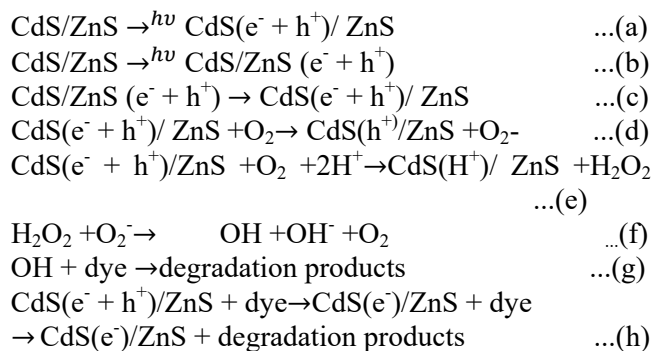 CdS/ZnS →ʰᵛ CdS(e⁻ + h⁺)/ ZnS ...(a)
CdS/ZnS →ʰᵛ CdS/ZnS (e⁻ + h⁺) ...(b)
CdS/ZnS (e⁻ + h⁺) → CdS(e⁻ + h⁺)/ ZnS ...(c)
CdS(e⁻ + h⁺)/ ZnS +O₂→ CdS(h⁺⁾/ZnS +O₂- ...(d)
CdS(e⁻ + h⁺)/ZnS +O₂ +2H⁺→CdS(H⁺)/ ZnS +H₂O₂
...(e)
H₂O₂ +O₂⁻→ OH +OH⁻ +O₂ ...(f)
OH + dye →degradation products ...(g)
CdS(e⁻ + h⁺)/ZnS + dye→CdS(e⁻)/ZnS + dye
→CdS(e⁻)/ZnS + degradation products ...(h)